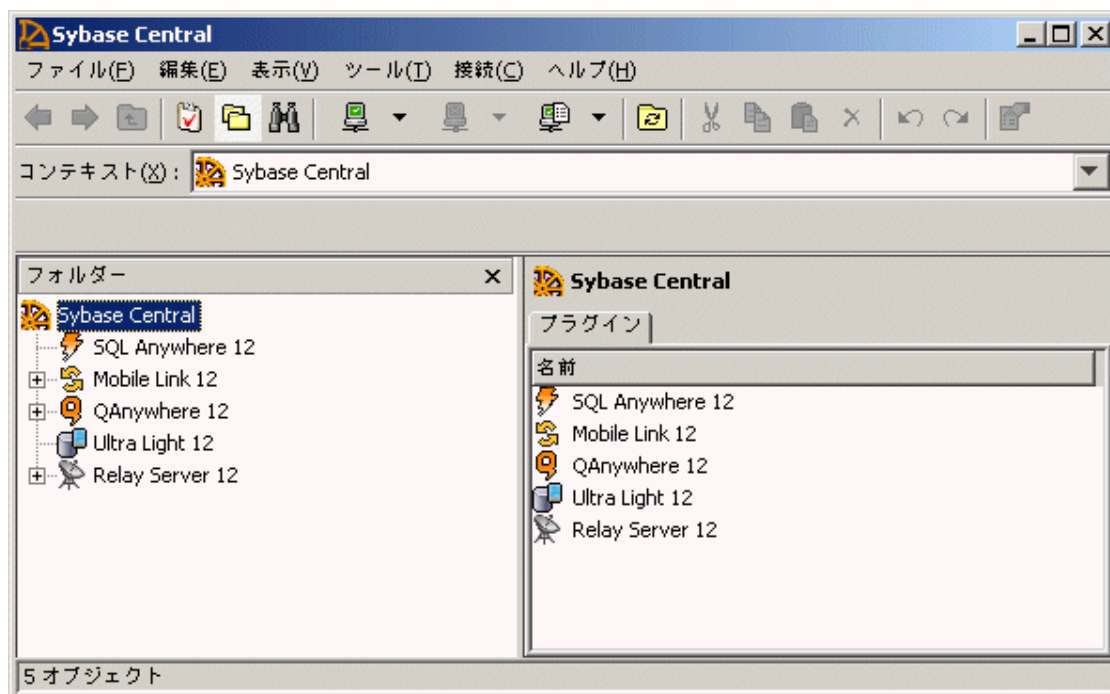 Sybase Central
ファイル(F) 編集(E) 表示(V) ツール(T) 接続(C) ヘルプ(H)
コンテキスト(X): Sybase Central
フォルダー
Sybase Central
SQL Anywhere 12
Mobile Link 12
QAnywhere 12
Ultra Light 12
Relay Server 12
Sybase Central
プラグイン
名前
SQL Anywhere 12
Mobile Link 12
QAnywhere 12
Ultra Light 12
Relay Server 12
5 オブジェクト